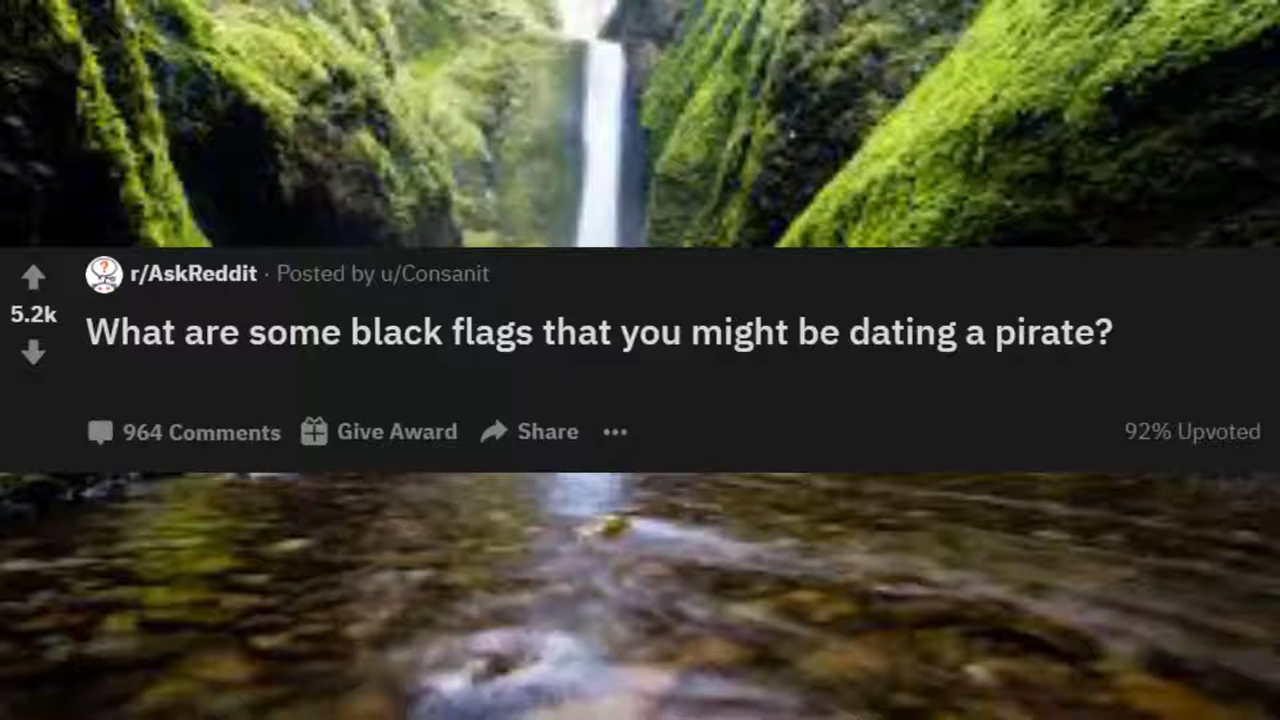 r/AskReddit · Posted by u/Consanit
5.2k
What are some black flags that you might be dating a pirate?
964 Comments Give Award Share ••• 92% Upvoted